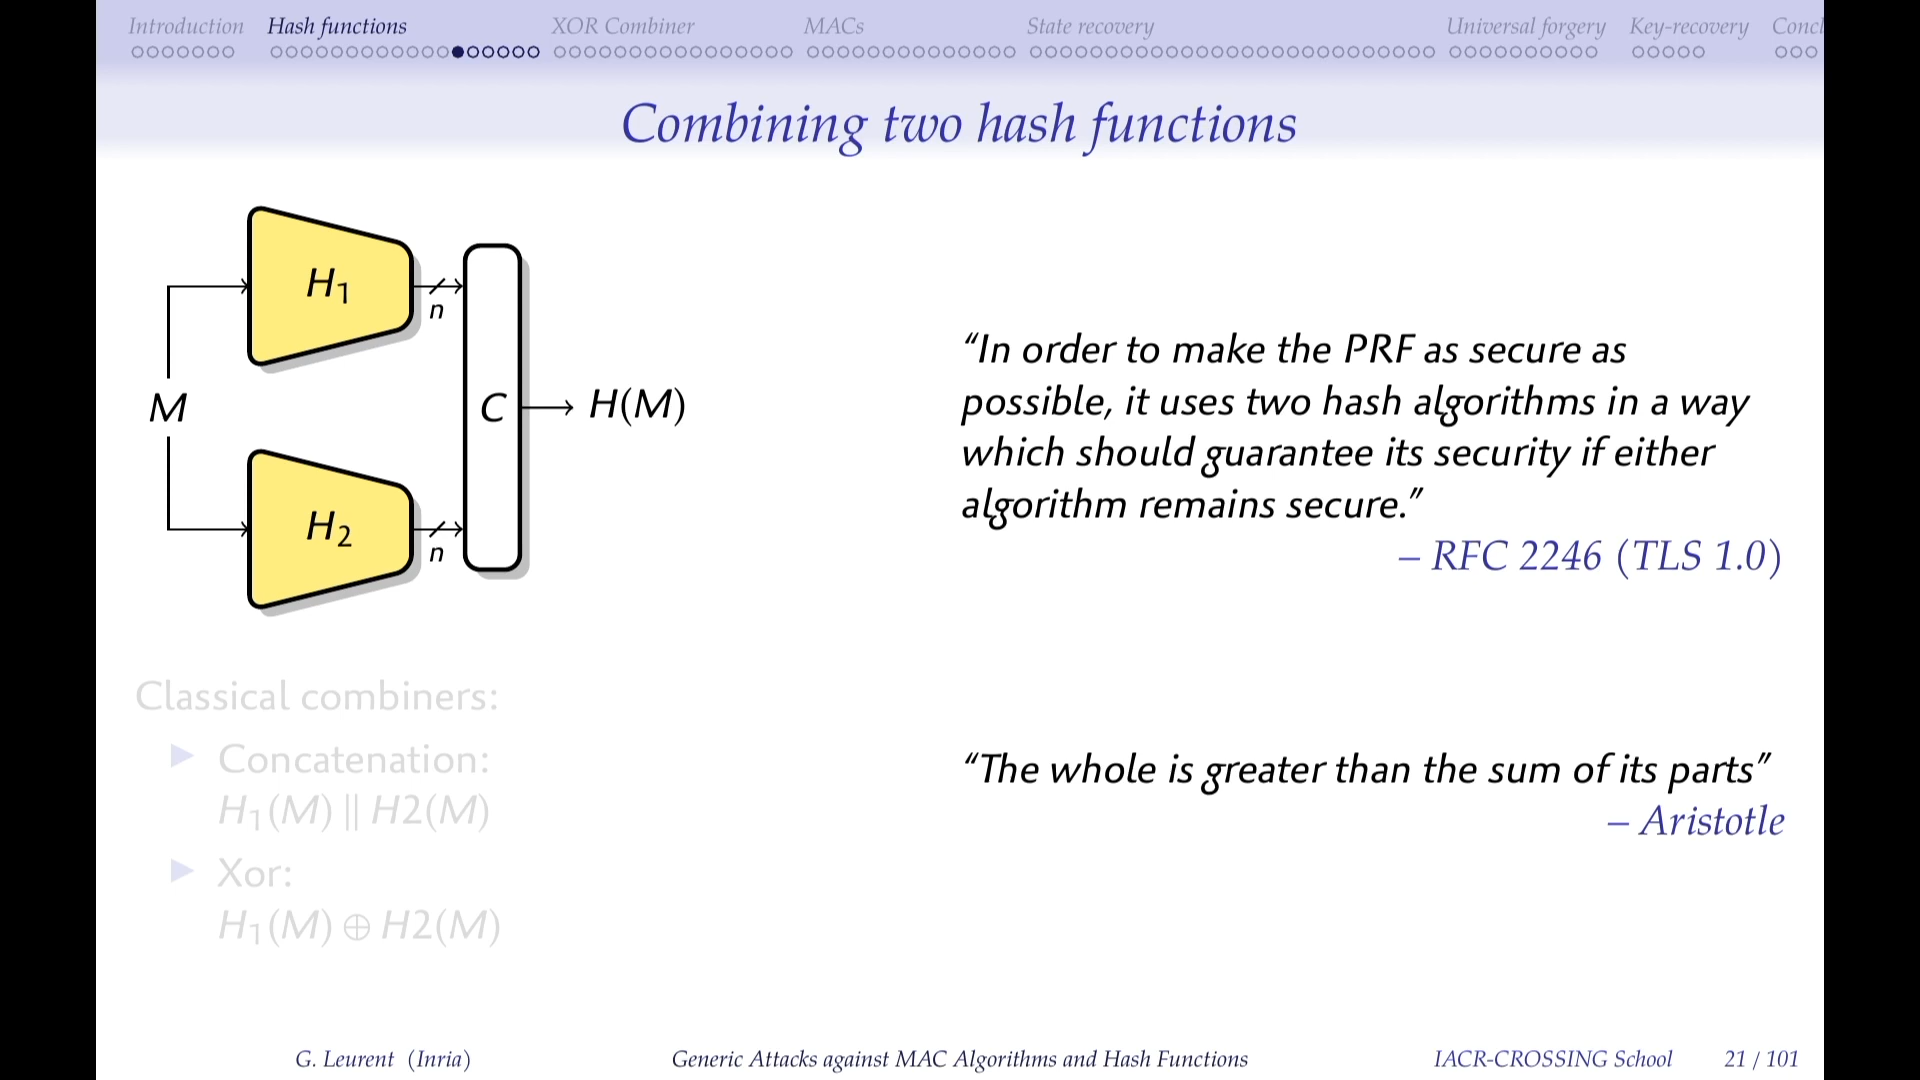 Introduction Hash functions XOR Combiner MACs State recovery Universal forgery Key-recovery Concl
Combining two hash functions
H1
n
M
C
H(M)
H2
n
“In order to make the PRF as secure as
possible, it uses two hash algorithms in a way
which should guarantee its security if either
algorithm remains secure.”
– RFC 2246 (TLS 1.0)
Classical combiners:
Concatenation:
H1(M) ∥ H2(M)
Xor:
H1(M) ⊕ H2(M)
“The whole is greater than the sum of its parts”
– Aristotle
G. Leurent (Inria) Generic Attacks against MAC Algorithms and Hash Functions IACR-CROSSING School 21 / 101